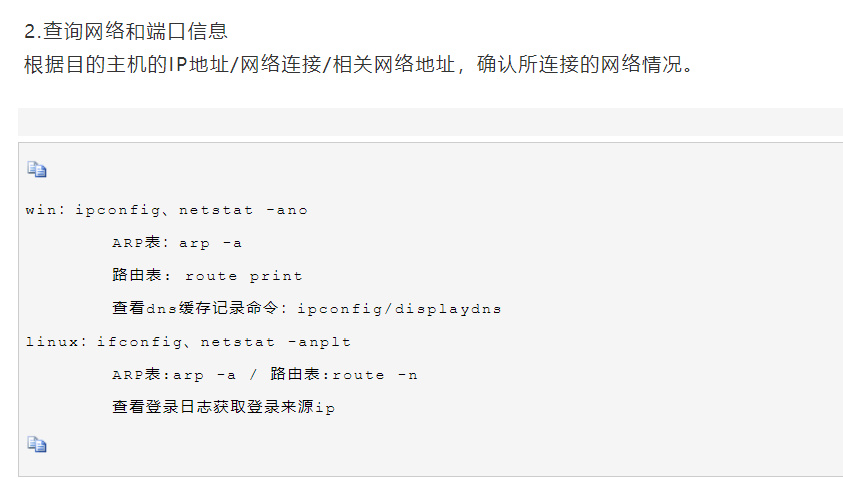 2.查询网络和端口信息
根据目的主机的IP地址/网络连接/相关网络地址，确认所连接的网络情况。
win：ipconfig、netstat -ano
ARP表：arp -a
路由表: route print
查看dns缓存记录命令：ipconfig/displaydns
linux：ifconfig、netstat -anplt
ARP表:arp -a / 路由表:route -n
查看登录日志获取登录来源ip